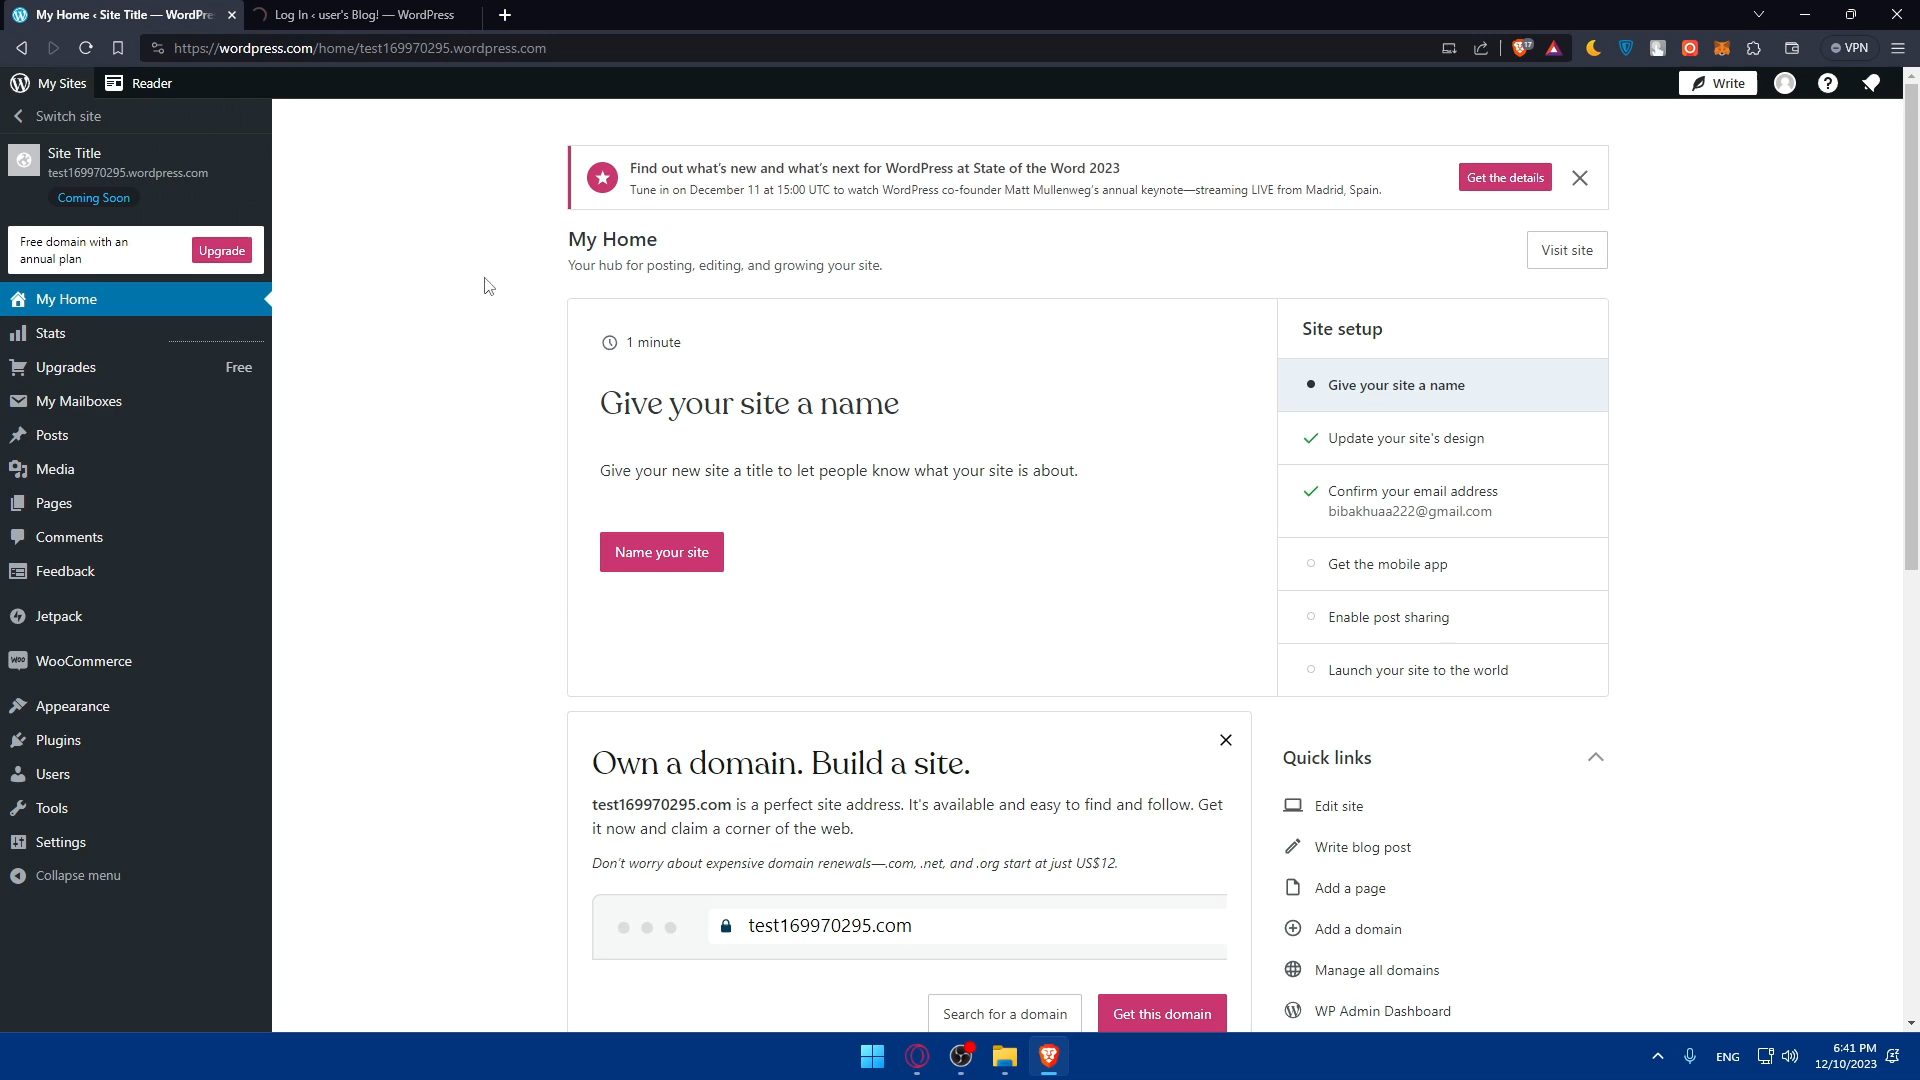 My Home ‹ Site Title — WordPre
Log In ‹ user's Blog! — WordPress
https://wordpress.com/home/test169970295.wordpress.com
17
VPN
My Sites
Reader
Write
Switch site
Site Title
test169970295.wordpress.com
Coming Soon
Free domain with an
annual plan
Upgrade
My Home
Stats
Upgrades
Free
My Mailboxes
Posts
Media
Pages
Comments
Feedback
Jetpack
WooCommerce
Appearance
Plugins
Users
Tools
Settings
Collapse menu
Find out what's new and what's next for WordPress at State of the Word 2023
Tune in on December 11 at 15:00 UTC to watch WordPress co-founder Matt Mullenweg's annual keynote—streaming LIVE from Madrid, Spain.
Get the details
My Home
Your hub for posting, editing, and growing your site.
Visit site
1 minute
Give your site a name
Give your new site a title to let people know what your site is about.
Name your site
Site setup
Give your site a name
Update your site's design
Confirm your email address
bibakhuaa222@gmail.com
Get the mobile app
Enable post sharing
Launch your site to the world
Own a domain. Build a site.
test169970295.com is a perfect site address. It's available and easy to find and follow. Get
it now and claim a corner of the web.
Don't worry about expensive domain renewals—.com, .net, and .org start at just US$12.
test169970295.com
Search for a domain
Get this domain
Quick links
Edit site
Write blog post
Add a page
Add a domain
Manage all domains
WP Admin Dashboard
ENG
6:41 PM
12/10/2023